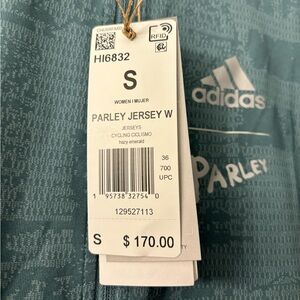 RFID
HI6832
S
WOMEN I MUJER
PARLEY JERSEY W
JERSEYS
CYCLING CICLISMO
hazy emerald
36
700
UPC
1 95738 32754 0
129527113
S $ 170.00
adidas
PARLEY